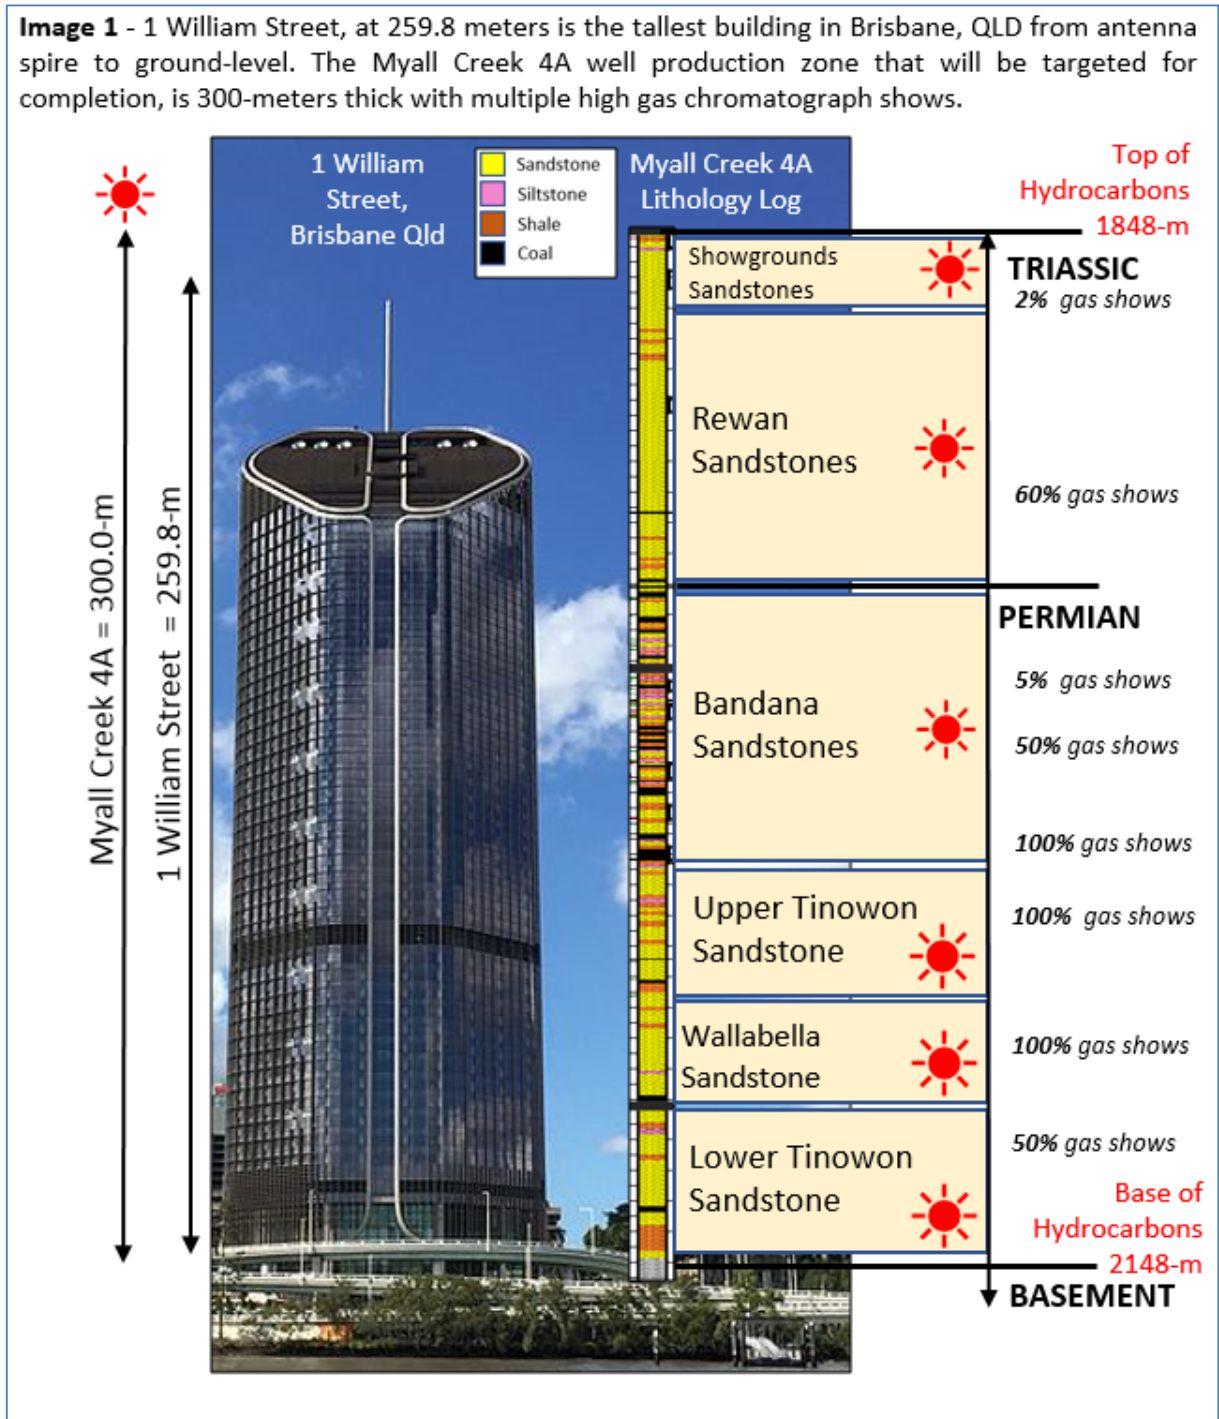 Image 1 - 1 William Street, at 259.8 meters is the tallest building in Brisbane, QLD from antenna
spire to ground-level. The Myall Creek 4A well production zone that will be targeted for
completion, is 300-meters thick with multiple high gas chromatograph shows.
1 William
Street,
Brisbane Qld
Sandstone
Siltstone
Shale
Coal
Myall Creek 4A
Lithology Log
Top of
Hydrocarbons
1848-m
Myall Creek 4A = 300.0-m
1 William Street = 259.8-m
Showgrounds
Sandstones
TRIASSIC
2% gas shows
Rewan
Sandstones
60% gas shows
PERMIAN
Bandana
Sandstones
5% gas shows
50% gas shows
100% gas shows
Upper Tinowon
Sandstone
100% gas shows
Wallabella
Sandstone
100% gas shows
Lower Tinowon
Sandstone
50% gas shows
Base of
Hydrocarbons
2148-m
BASEMENT